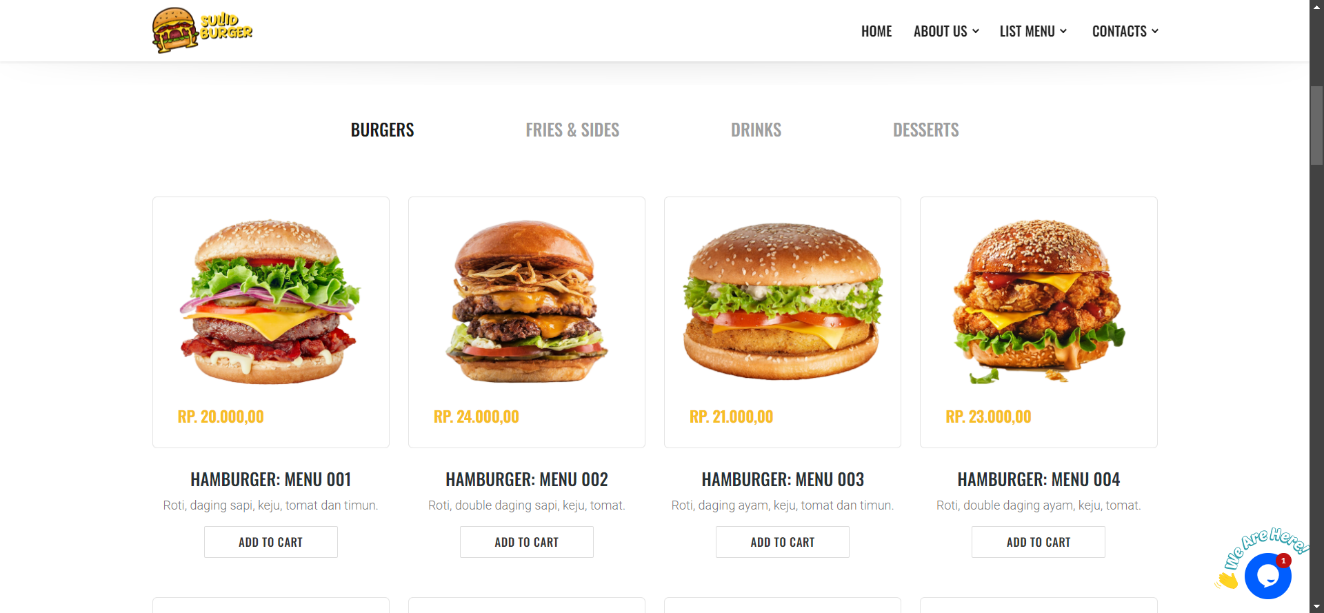 SULID
BURGER
HOME
ABOUT US
LIST MENU
CONTACTS
BURGERS
FRIES & SIDES
DRINKS
DESSERTS
RP. 20.000,00
RP. 24.000,00
RP. 21.000,00
RP. 23.000,00
HAMBURGER: MENU 001
HAMBURGER: MENU 002
HAMBURGER: MENU 003
HAMBURGER: MENU 004
Roti, daging sapi, keju, tomat dan timun.
Roti, double daging sapi, keju, tomat.
Roti, daging ayam, keju, tomat dan timun.
Roti, double daging ayam, keju, tomat.
ADD TO CART
ADD TO CART
ADD TO CART
ADD TO CART
We Are Here!
1